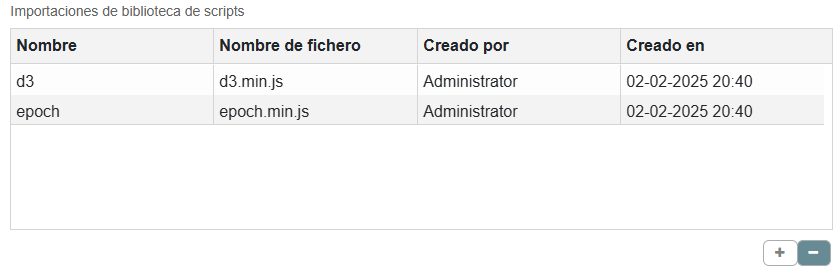 Importaciones de biblioteca de scripts
Nombre Nombre de fichero Creado por Creado en
d3 d3.min.js Administrator 02-02-2025 20:40
epoch epoch.min.js Administrator 02-02-2025 20:40
+ −